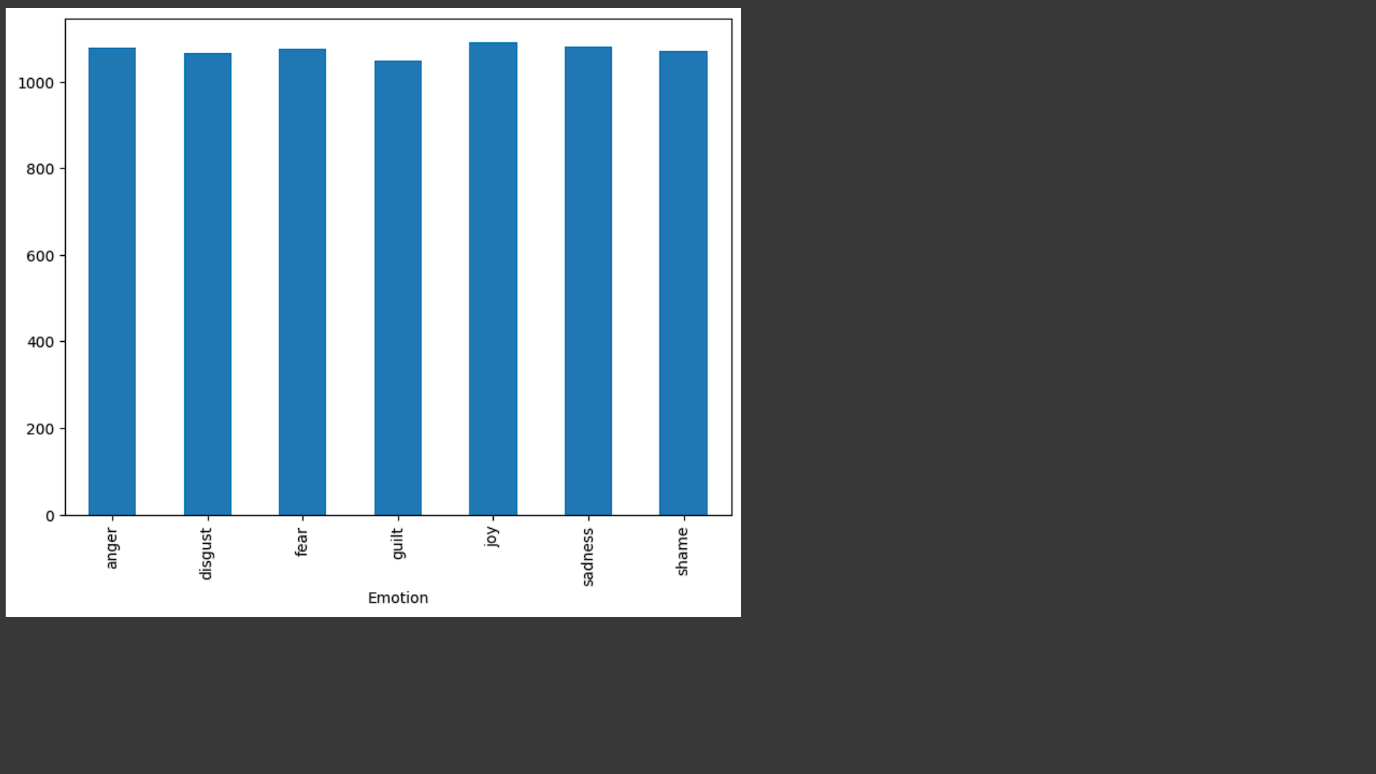 1000
800
600
400
200
0
anger
disgust
fear
guilt
joy
sadness
shame
Emotion